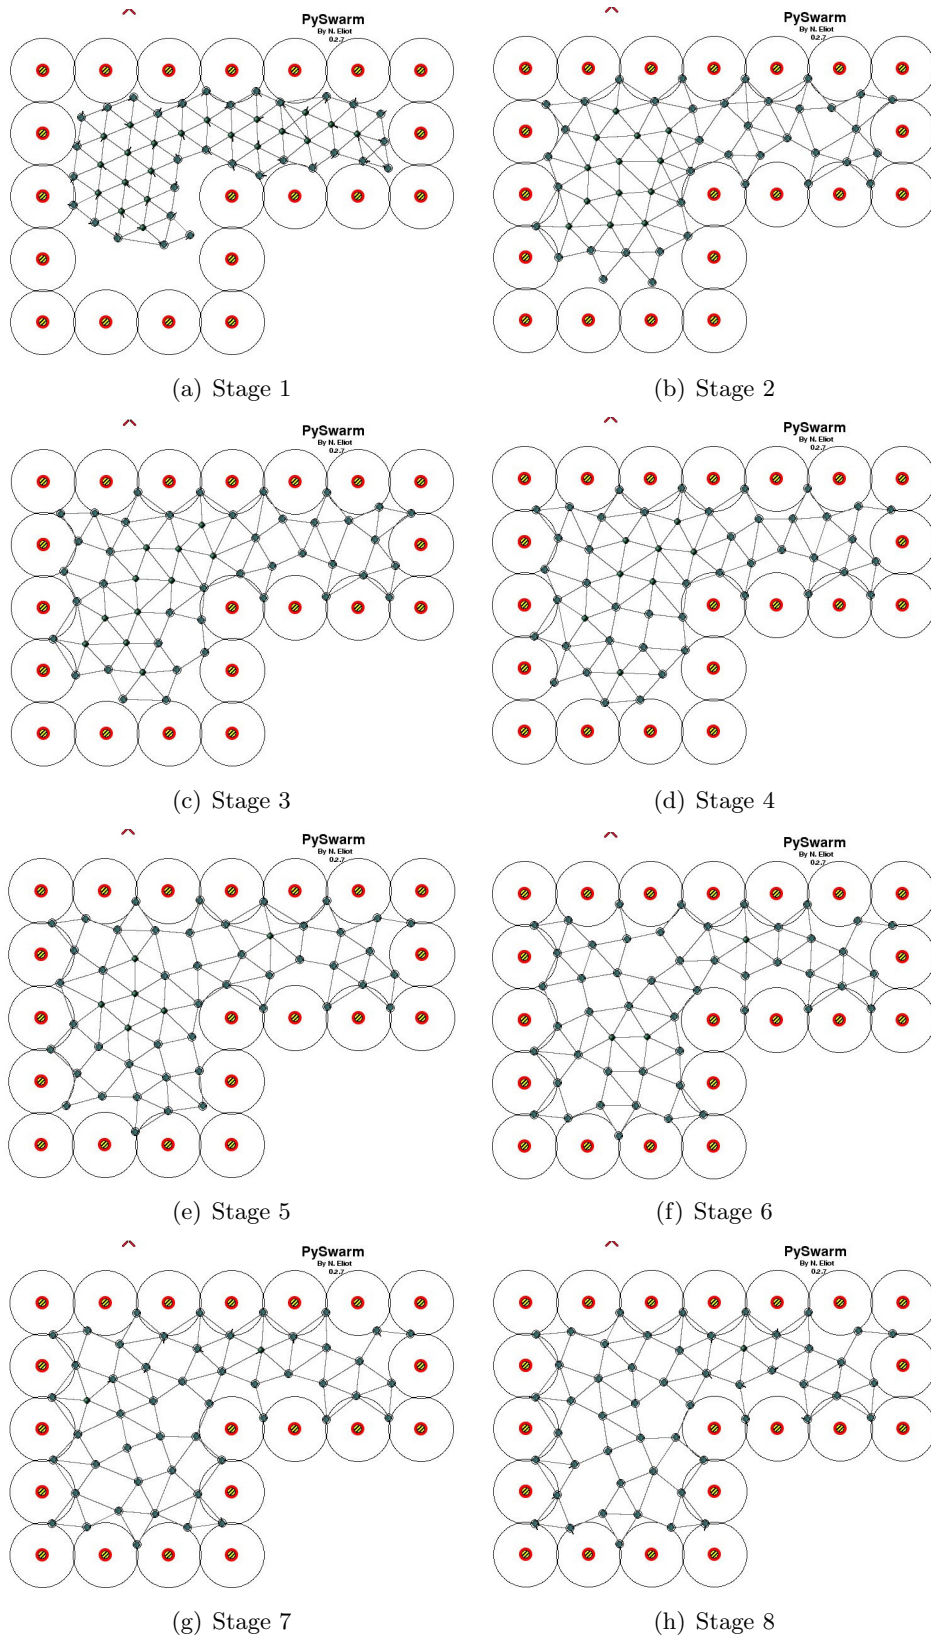 PySwarm PySwarm
By N. Eliot By N. Eliot
0.2.7 0.2.7
(a) Stage 1 (b) Stage 2
PySwarm PySwarm
By N. Eliot By N. Eliot
0.2.7 0.2.7
(c) Stage 3 (d) Stage 4
PySwarm PySwarm
By N. Eliot By N. Eliot
0.2.7 0.2.7
(e) Stage 5 (f) Stage 6
PySwarm PySwarm
By N. Eliot By N. Eliot
0.2.7 0.2.7
(g) Stage 7 (h) Stage 8